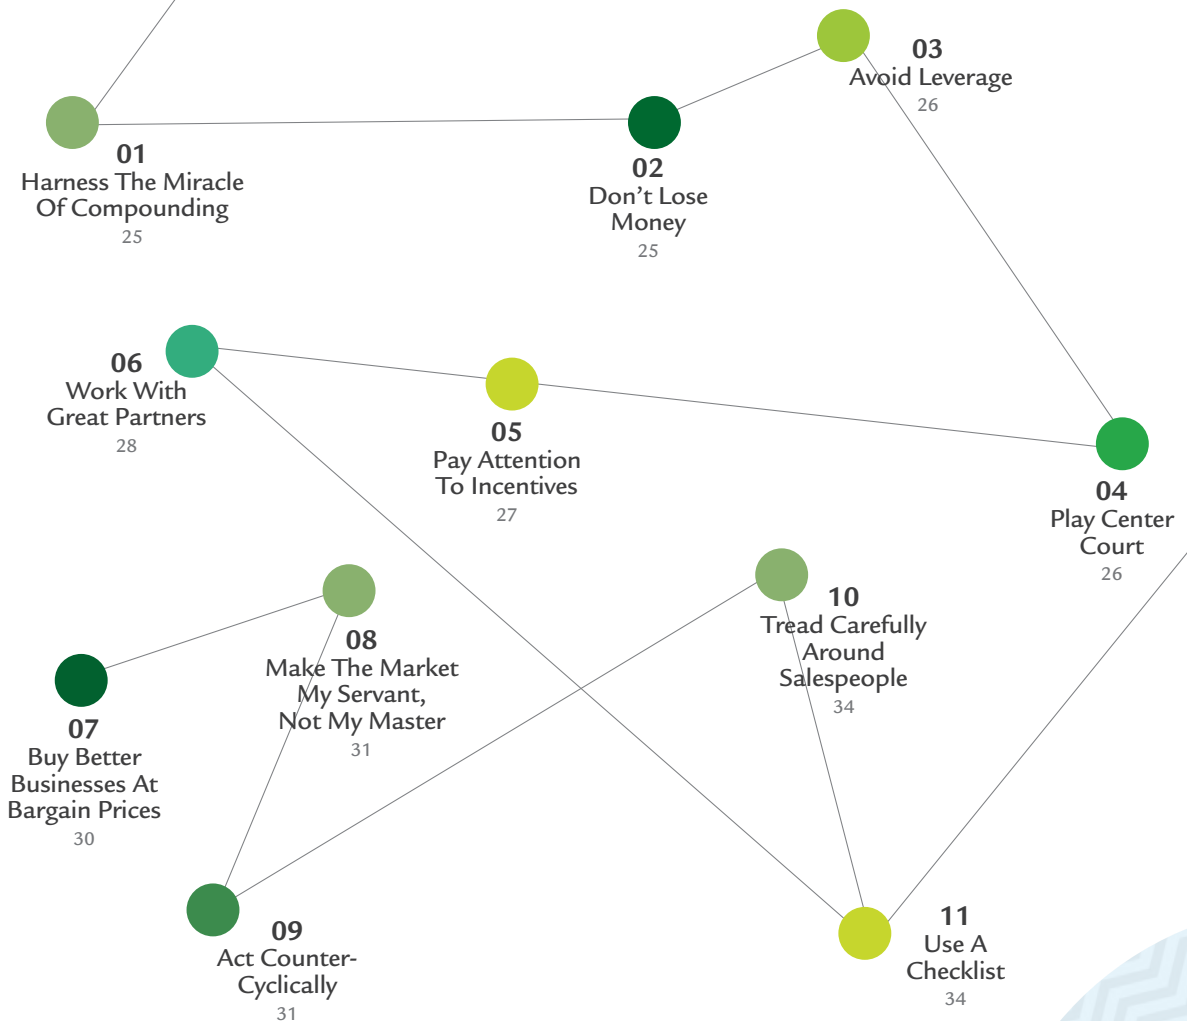 01
Harness The Miracle
Of Compounding
25
02
Don’t Lose
Money
25
03
Avoid Leverage
26
04
Play Center
Court
26
05
Pay Attention
To Incentives
27
06
Work With
Great Partners
28
07
Buy Better
Businesses At
Bargain Prices
30
08
Make The Market
My Servant,
Not My Master
31
09
Act Counter-
Cyclically
31
10
Tread Carefully
Around
Salespeople
34
11
Use A
Checklist
34